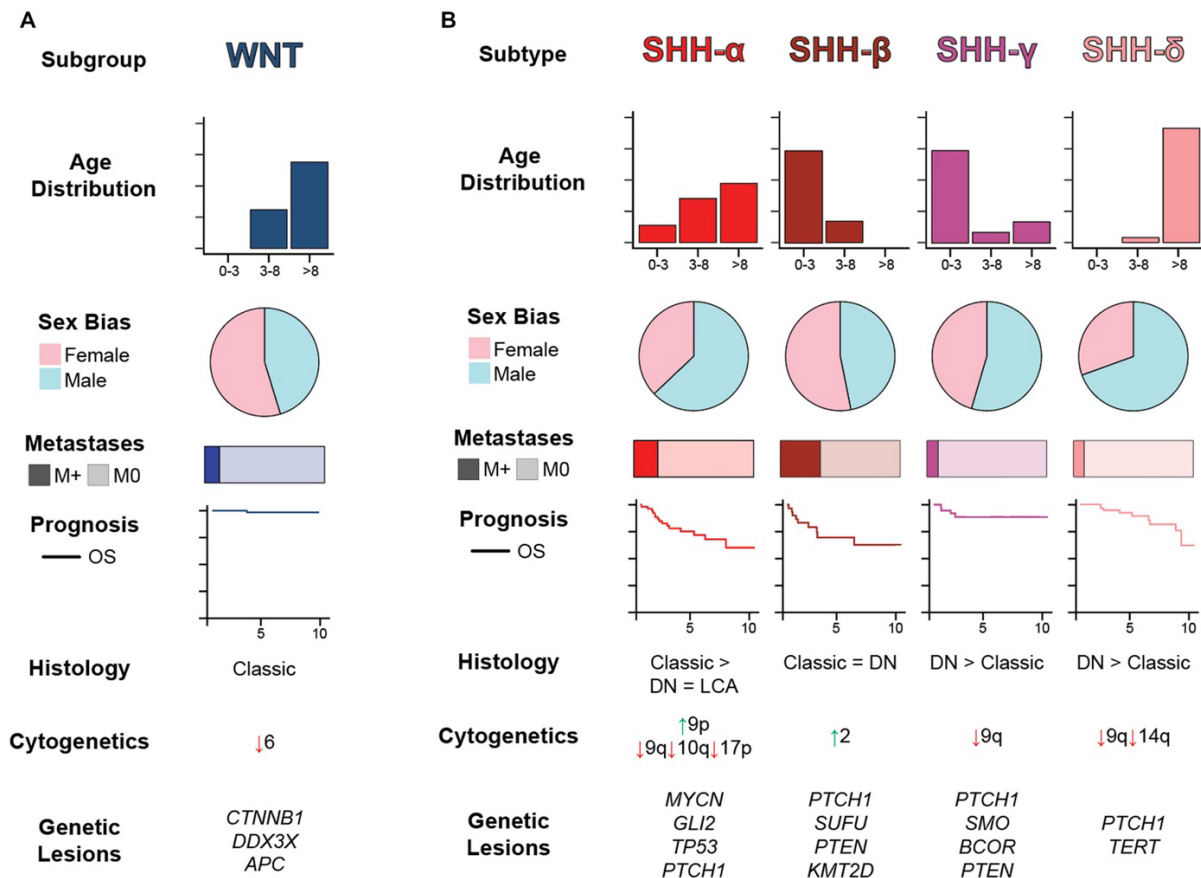 A
Subgroup
WNT
Age
Distribution
0-3 3-8 >8
Sex Bias
Female
Male
Metastases
M+ M0
Prognosis
OS
5 10
Histology
Classic
Cytogenetics
↓6
Genetic
Lesions
CTNNB1
DDX3X
APC
B
Subtype
SHH-α SHH-β SHH-γ SHH-δ
Age
Distribution
0-3 3-8 >8 0-3 3-8 >8 0-3 3-8 >8 0-3 3-8 >8
Sex Bias
Female
Male
Metastases
M+ M0
Prognosis
OS
5 10 5 10 5 10 5 10
Histology
Classic >
DN = LCA
Classic = DN
DN > Classic
DN > Classic
Cytogenetics
↑9p
↓9q↓10q↓17p
↑2
↓9q
↓9q↓14q
Genetic
Lesions
MYCN
GLI2
TP53
PTCH1
PTCH1
SUFU
PTEN
KMT2D
PTCH1
SMO
BCOR
PTEN
PTCH1
TERT